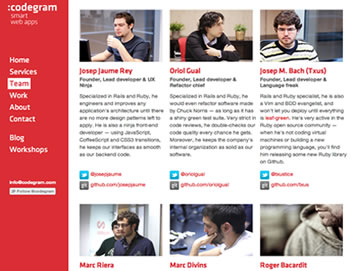 :codegram
smart
web apps
Home
Services
Team
Work
About
Contact
Blog
Workshops
info@codegram.com
Follow @codegram
Josep Jaume Rey
Founder, Lead developer & UX
Ninja
Specialized in Rails and Ruby, he
engineers and improves any
application's architecture until there
are no more design patterns left to
apply. He is also a ninja front-end
developer — using JavaScript,
CoffeeScript and CSS3 transitions,
he keeps our interfaces as smooth
as our backend code.
@josepjaume
github.com/josepjaume
Oriol Gual
Founder, Lead developer &
Refactor chief
Specialized in Rails and Ruby, he
would even refactor software made
by Chuck Norris — as long as it has
a shiny green test suite. Very strict in
code reviews, he double-checks our
code quality every chance he gets.
Moreover, he keeps the company's
internal organization as solid as our
software.
@oriolgual
github.com/oriolgual
Josep M. Bach (Txus)
Founder, Lead developer &
Language freak
Rails and Ruby specialist, he is also
a Vim and BDD evangelist, and
won't let you deploy until everything
is leaf-green. He's very active in the
Ruby open source community —
when he's not coding virtual
machines or building a new
programming language, you'll find
him releasing some new Ruby library
on Github.
@txustice
github.com/txus
Marc Riera
Marc Divins
Roger Bacardit